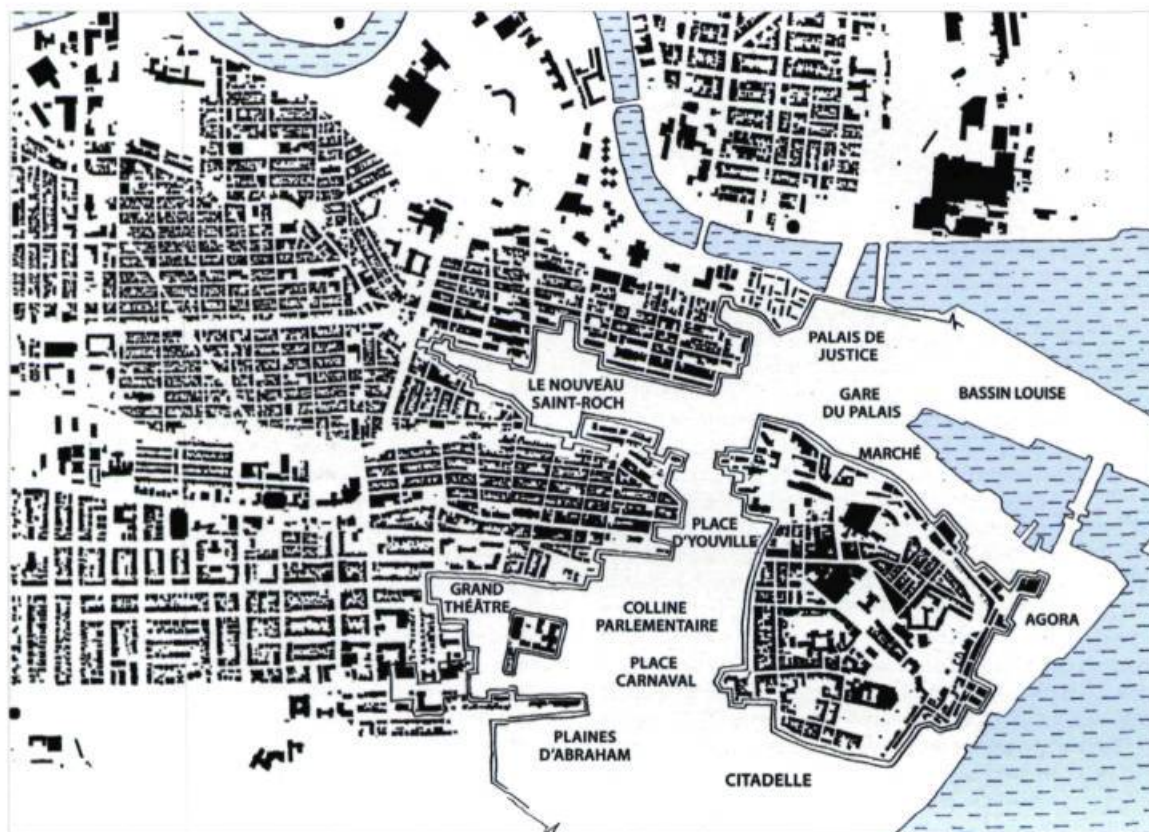 PALAIS DE
JUSTICE
LE NOUVEAU
SAINT-ROCH
GARE
DU PALAIS
BASSIN LOUISE
MARCHÉ
PLACE
D'YOUVILLE
GRAND
THÉÂTRE
COLLINE
PARLEMENTAIRE
AGORA
PLACE
CARNAVAL
PLAINES
D'ABRAHAM
CITADELLE